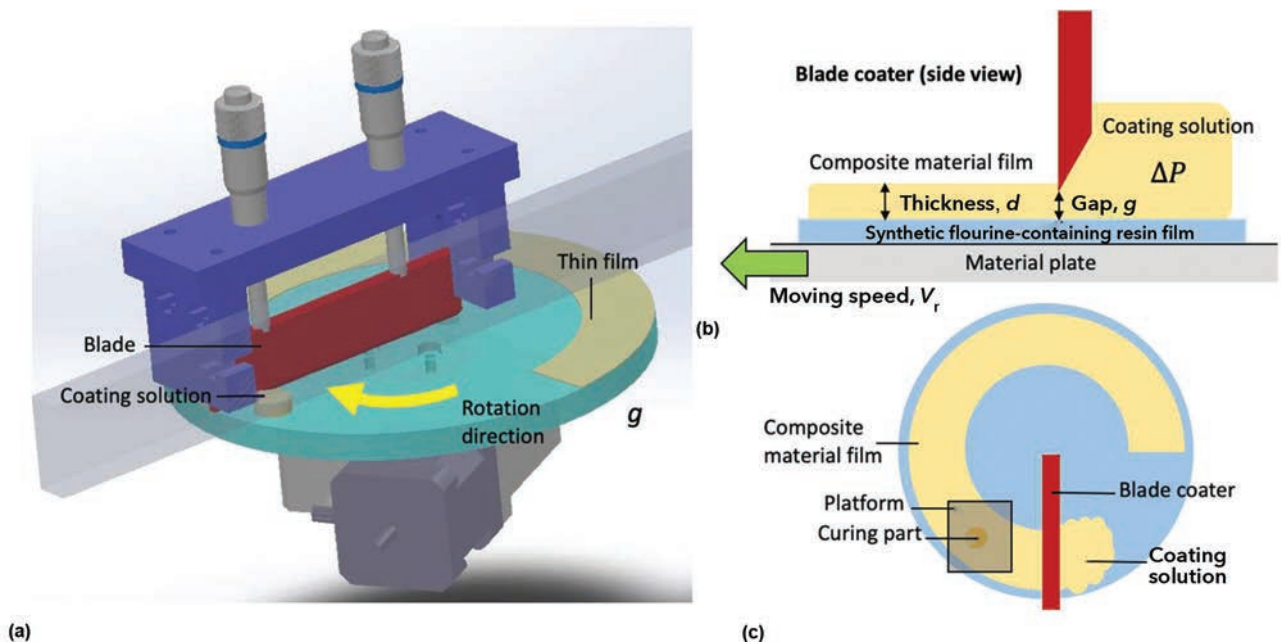 Blade
Coating solution
Thin film
Rotation
direction
g
(a)
Blade coater (side view)
Composite material film
Coating solution
ΔP
Thickness, d
Gap, g
Synthetic flourine-containing resin film
Material plate
Moving speed, Vr
(b)
Composite
material film
Platform
Curing part
Blade coater
Coating
solution
(c)